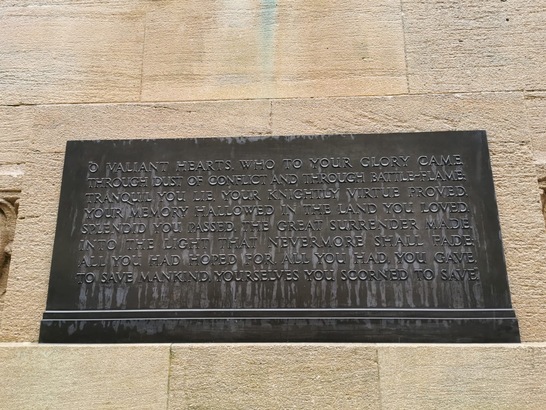 O VALIANT HEARTS, WHO TO YOUR GLORY CAME
THROUGH DUST OF CONFLICT AND THROUGH BATTLE-FLAME;
TRANQUIL YOU LIE, YOUR KNIGHTLY VIRTUE PROVED,
YOUR MEMORY HALLOWED IN THE LAND YOU LOVED.
SPLENDID YOU PASSED, THE GREAT SURRENDER MADE,
INTO THE LIGHT THAT NEVERMORE SHALL FADE;
ALL YOU HAD HOPED FOR, ALL YOU HAD, YOU GAVE
TO SAVE MANKIND, YOURSELVES YOU SCORNED TO SAVE.